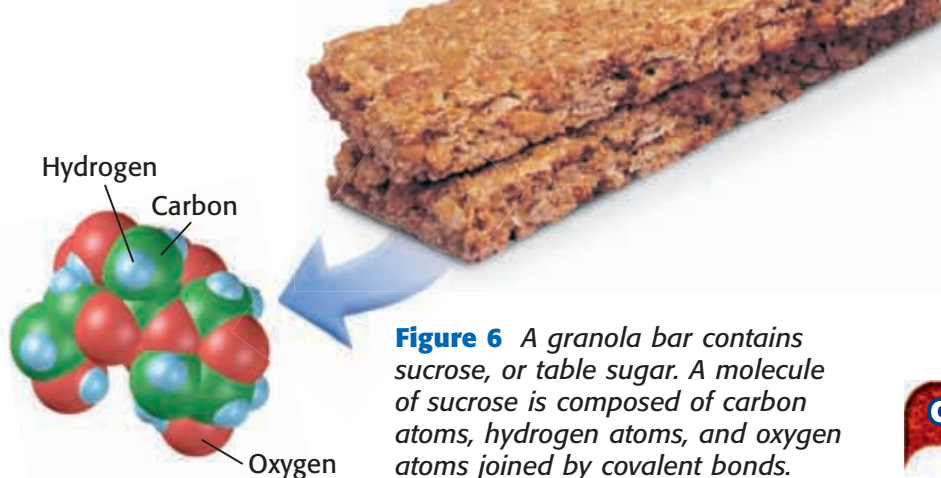 Hydrogen
Carbon
Oxygen
Figure 6 A granola bar contains
sucrose, or table sugar. A molecule
of sucrose is composed of carbon
atoms, hydrogen atoms, and oxygen
atoms joined by covalent bonds.